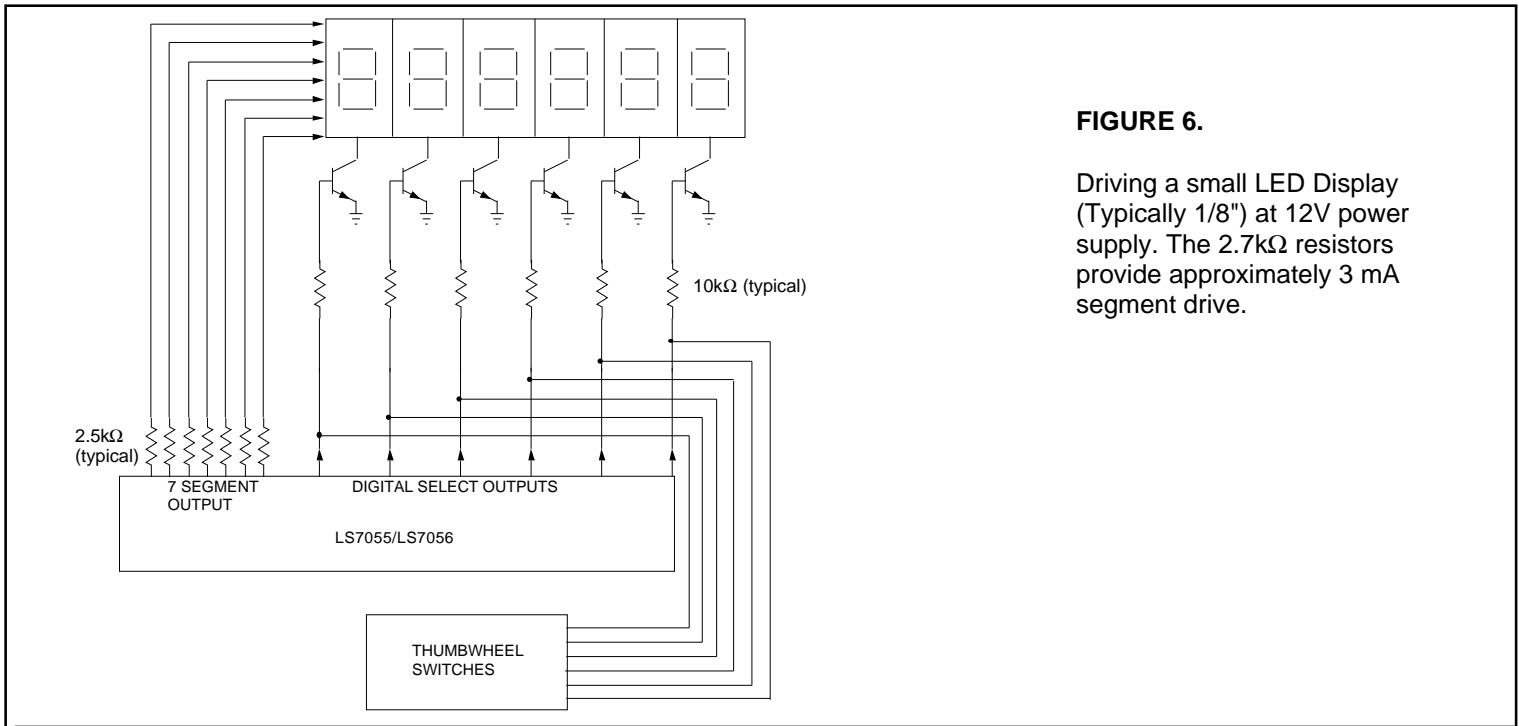 FIGURE 6.
Driving a small LED Display
(Typically 1/8") at 12V power
supply. The 2.7kΩ resistors
provide approximately 3 mA
segment drive.
10kΩ (typical)
2.5kΩ
(typical)
7 SEGMENT
OUTPUT
DIGITAL SELECT OUTPUTS
LS7055/LS7056
THUMBWHEEL
SWITCHES